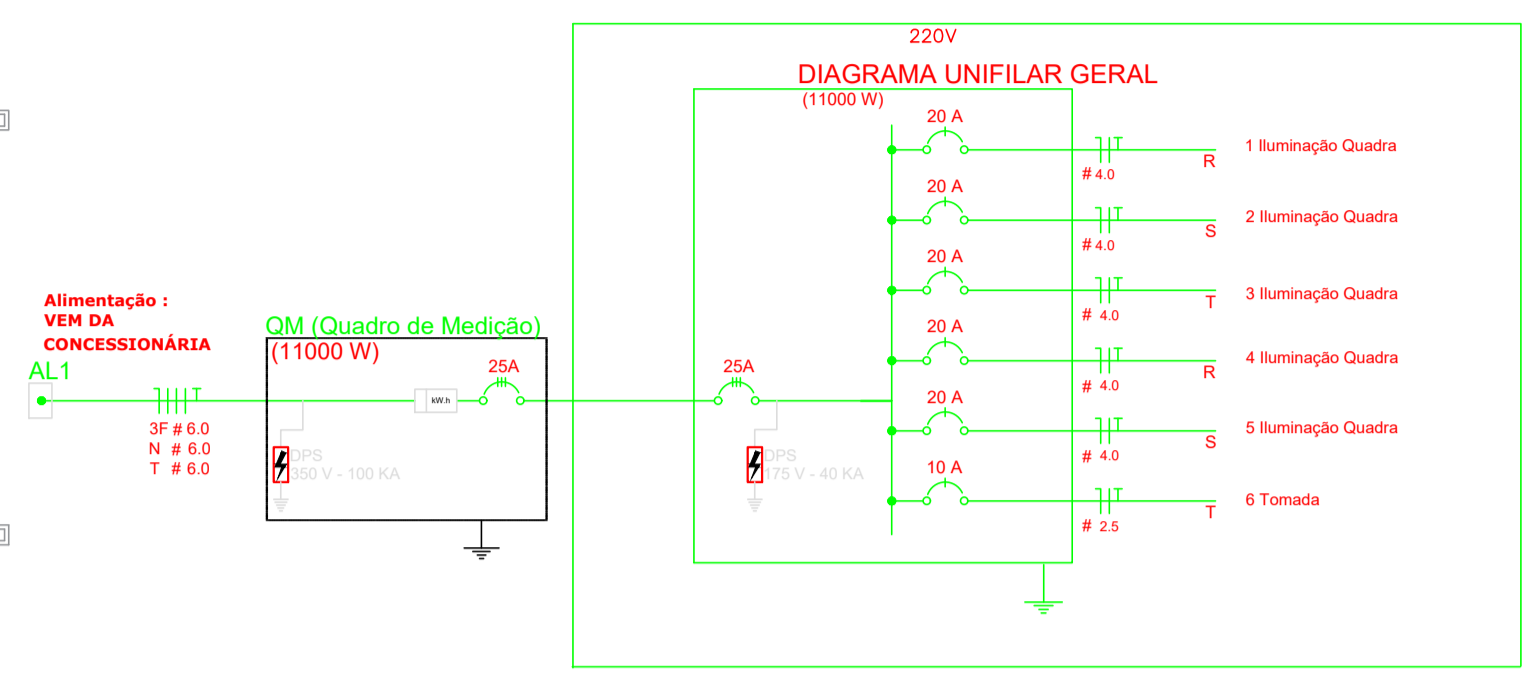 220V
DIAGRAMA UNIFILAR GERAL
(11000 W)
20 A
T
# 4.0
R
1 Iluminação Quadra
20 A
T
# 4.0
S
2 Iluminação Quadra
20 A
T
# 4.0
T
3 Iluminação Quadra
20 A
T
# 4.0
R
4 Iluminação Quadra
20 A
T
# 4.0
S
5 Iluminação Quadra
10 A
T
# 2.5
T
6 Tomada
Alimentação :
VEM DA
CONCESSIONÁRIA
AL1
T
3F # 6.0
N # 6.0
T # 6.0
QM (Quadro de Medição)
(11000 W)
kW.h
25A
DPS
350 V - 100 KA
25A
DPS
175 V - 40 KA